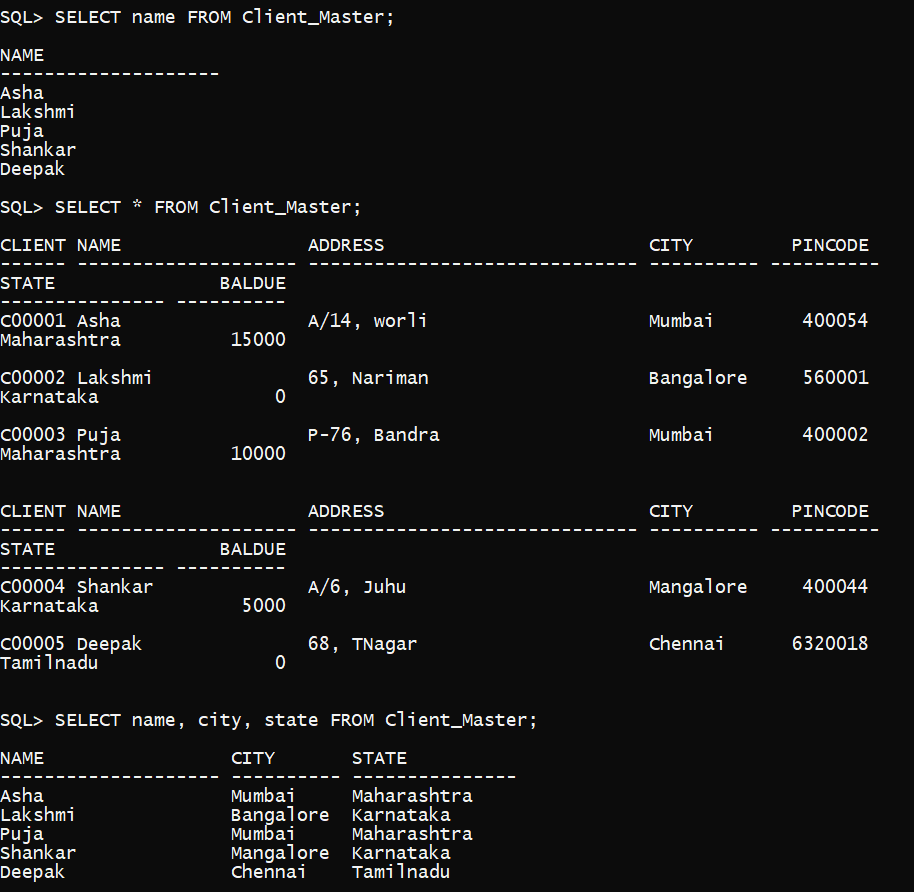 SQL> SELECT name FROM Client_Master;
NAME
--------------------
Asha
Lakshmi
Puja
Shankar
Deepak
SQL> SELECT * FROM Client_Master;
CLIENT NAME                 ADDRESS                        CITY         PINCODE
------ -------------------- ------------------------------ ---------- ----------
STATE               BALDUE
--------------- ----------
C00001 Asha                 A/14, worli                    Mumbai        400054
Maharashtra          15000
C00002 Lakshmi              65, Nariman                    Bangalore     560001
Karnataka                0
C00003 Puja                 P-76, Bandra                   Mumbai        400002
Maharashtra          10000
CLIENT NAME                 ADDRESS                        CITY         PINCODE
------ -------------------- ------------------------------ ---------- ----------
STATE               BALDUE
--------------- ----------
C00004 Shankar              A/6, Juhu                      Mangalore     400044
Karnataka             5000
C00005 Deepak               68, TNagar                     Chennai      6320018
Tamilnadu                0
SQL> SELECT name, city, state FROM Client_Master;
NAME                 CITY       STATE
-------------------- ---------- ---------------
Asha                 Mumbai     Maharashtra
Lakshmi              Bangalore  Karnataka
Puja                 Mumbai     Maharashtra
Shankar              Mangalore  Karnataka
Deepak               Chennai    Tamilnadu